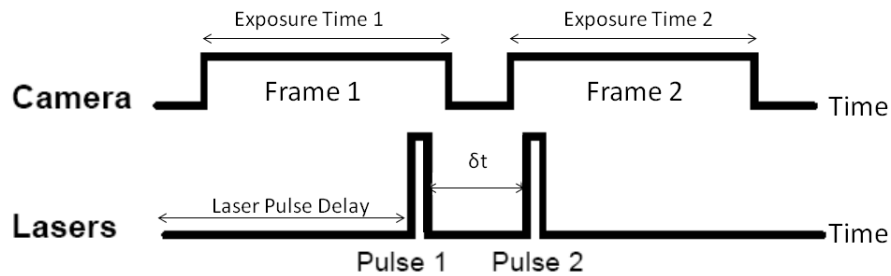 Exposure Time 1
Exposure Time 2
Camera
Frame 1
Frame 2
Time
δt
Laser Pulse Delay
Lasers
Time
Pulse 1
Pulse 2